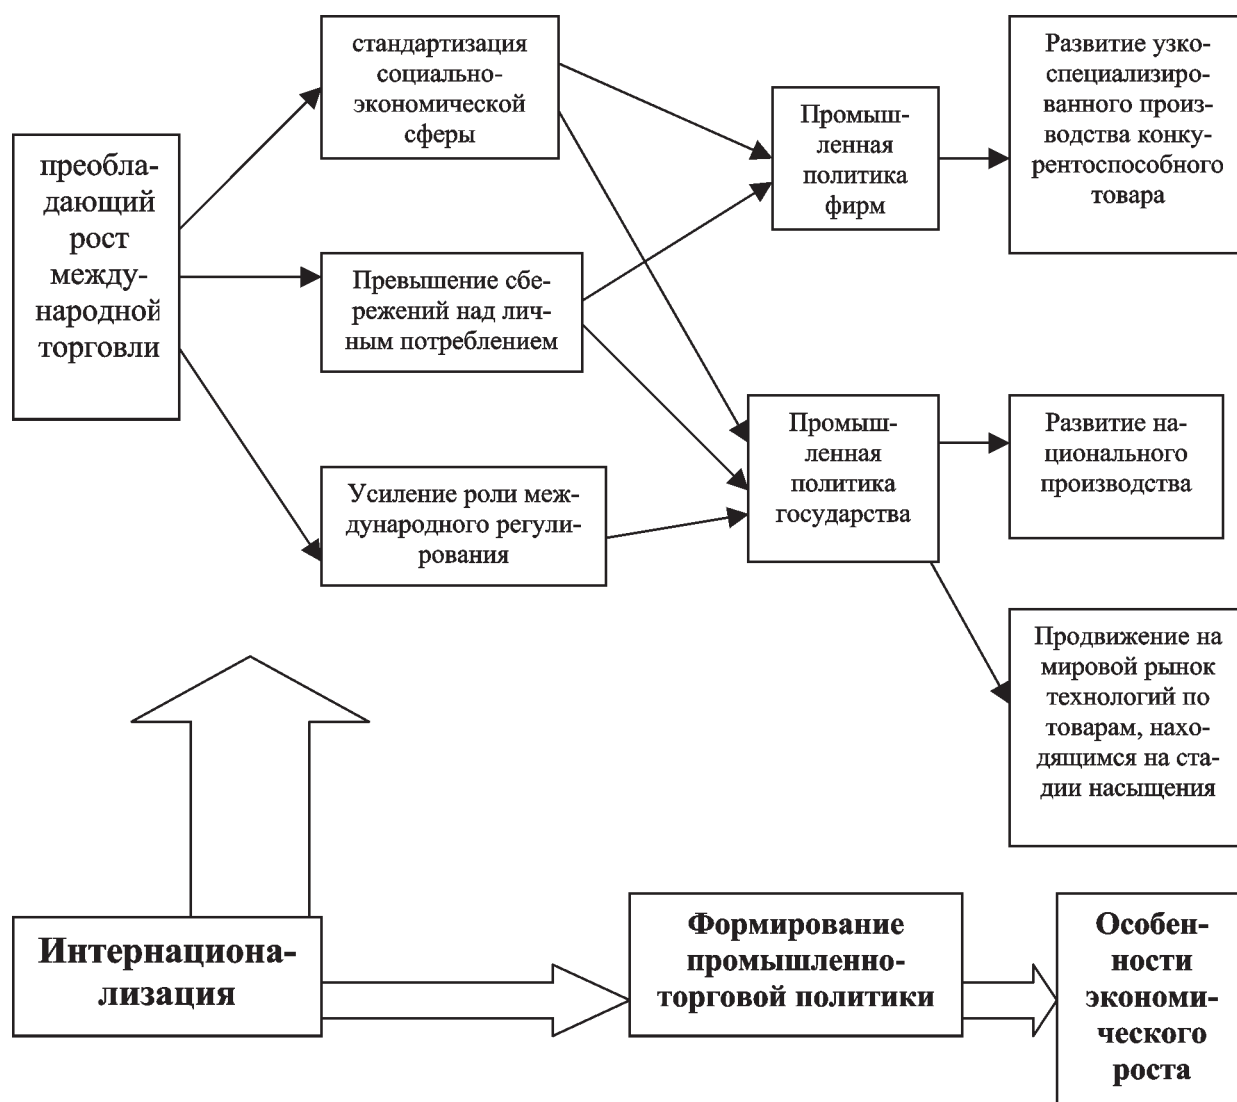 стандартизация
социально-
экономической
сферы
Развитие узко-
специализиро-
ванного произ-
водства конку-
рентоспособного
товара
Промыш-
ленная
политика
фирм
преобла-
дающий
рост
между-
народной
торговли
Превышение сбе-
режений над лич-
ным потреблением
Промыш-
ленная
политика
государства
Развитие на-
ционального
производства
Усиление роли меж-
дународного регули-
рования
Продвижение на
мировой рынок
технологий по
товарам, нахо-
дящимся на ста-
дии насыщения
Интернациона-
лизация
Формирование
промышленно-
торговой политики
Особен-
ности
экономи-
ческого
роста